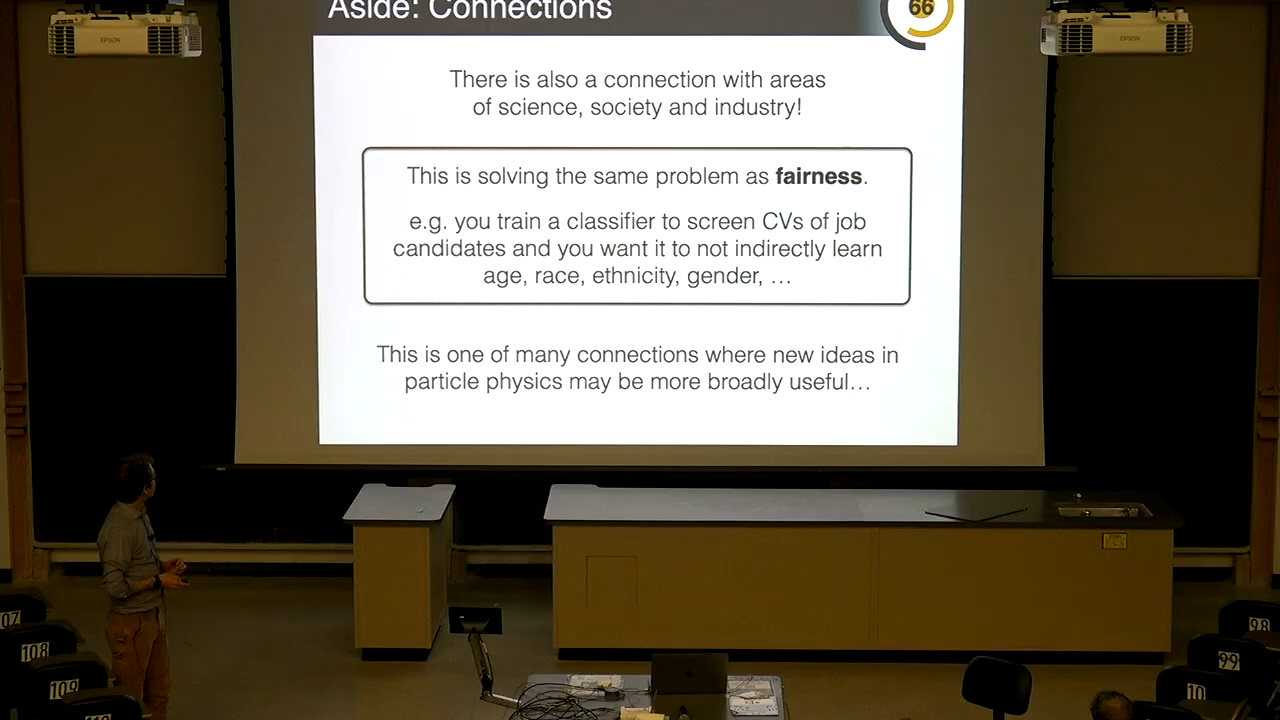 Aside: Connections
66
There is also a connection with areas
of science, society and industry!
This is solving the same problem as fairness.
e.g. you train a classifier to screen CVs of job
candidates and you want it to not indirectly learn
age, race, ethnicity, gender, …
This is one of many connections where new ideas in
particle physics may be more broadly useful…
EPSON
EPSON
07
108
109
110
98
99
10